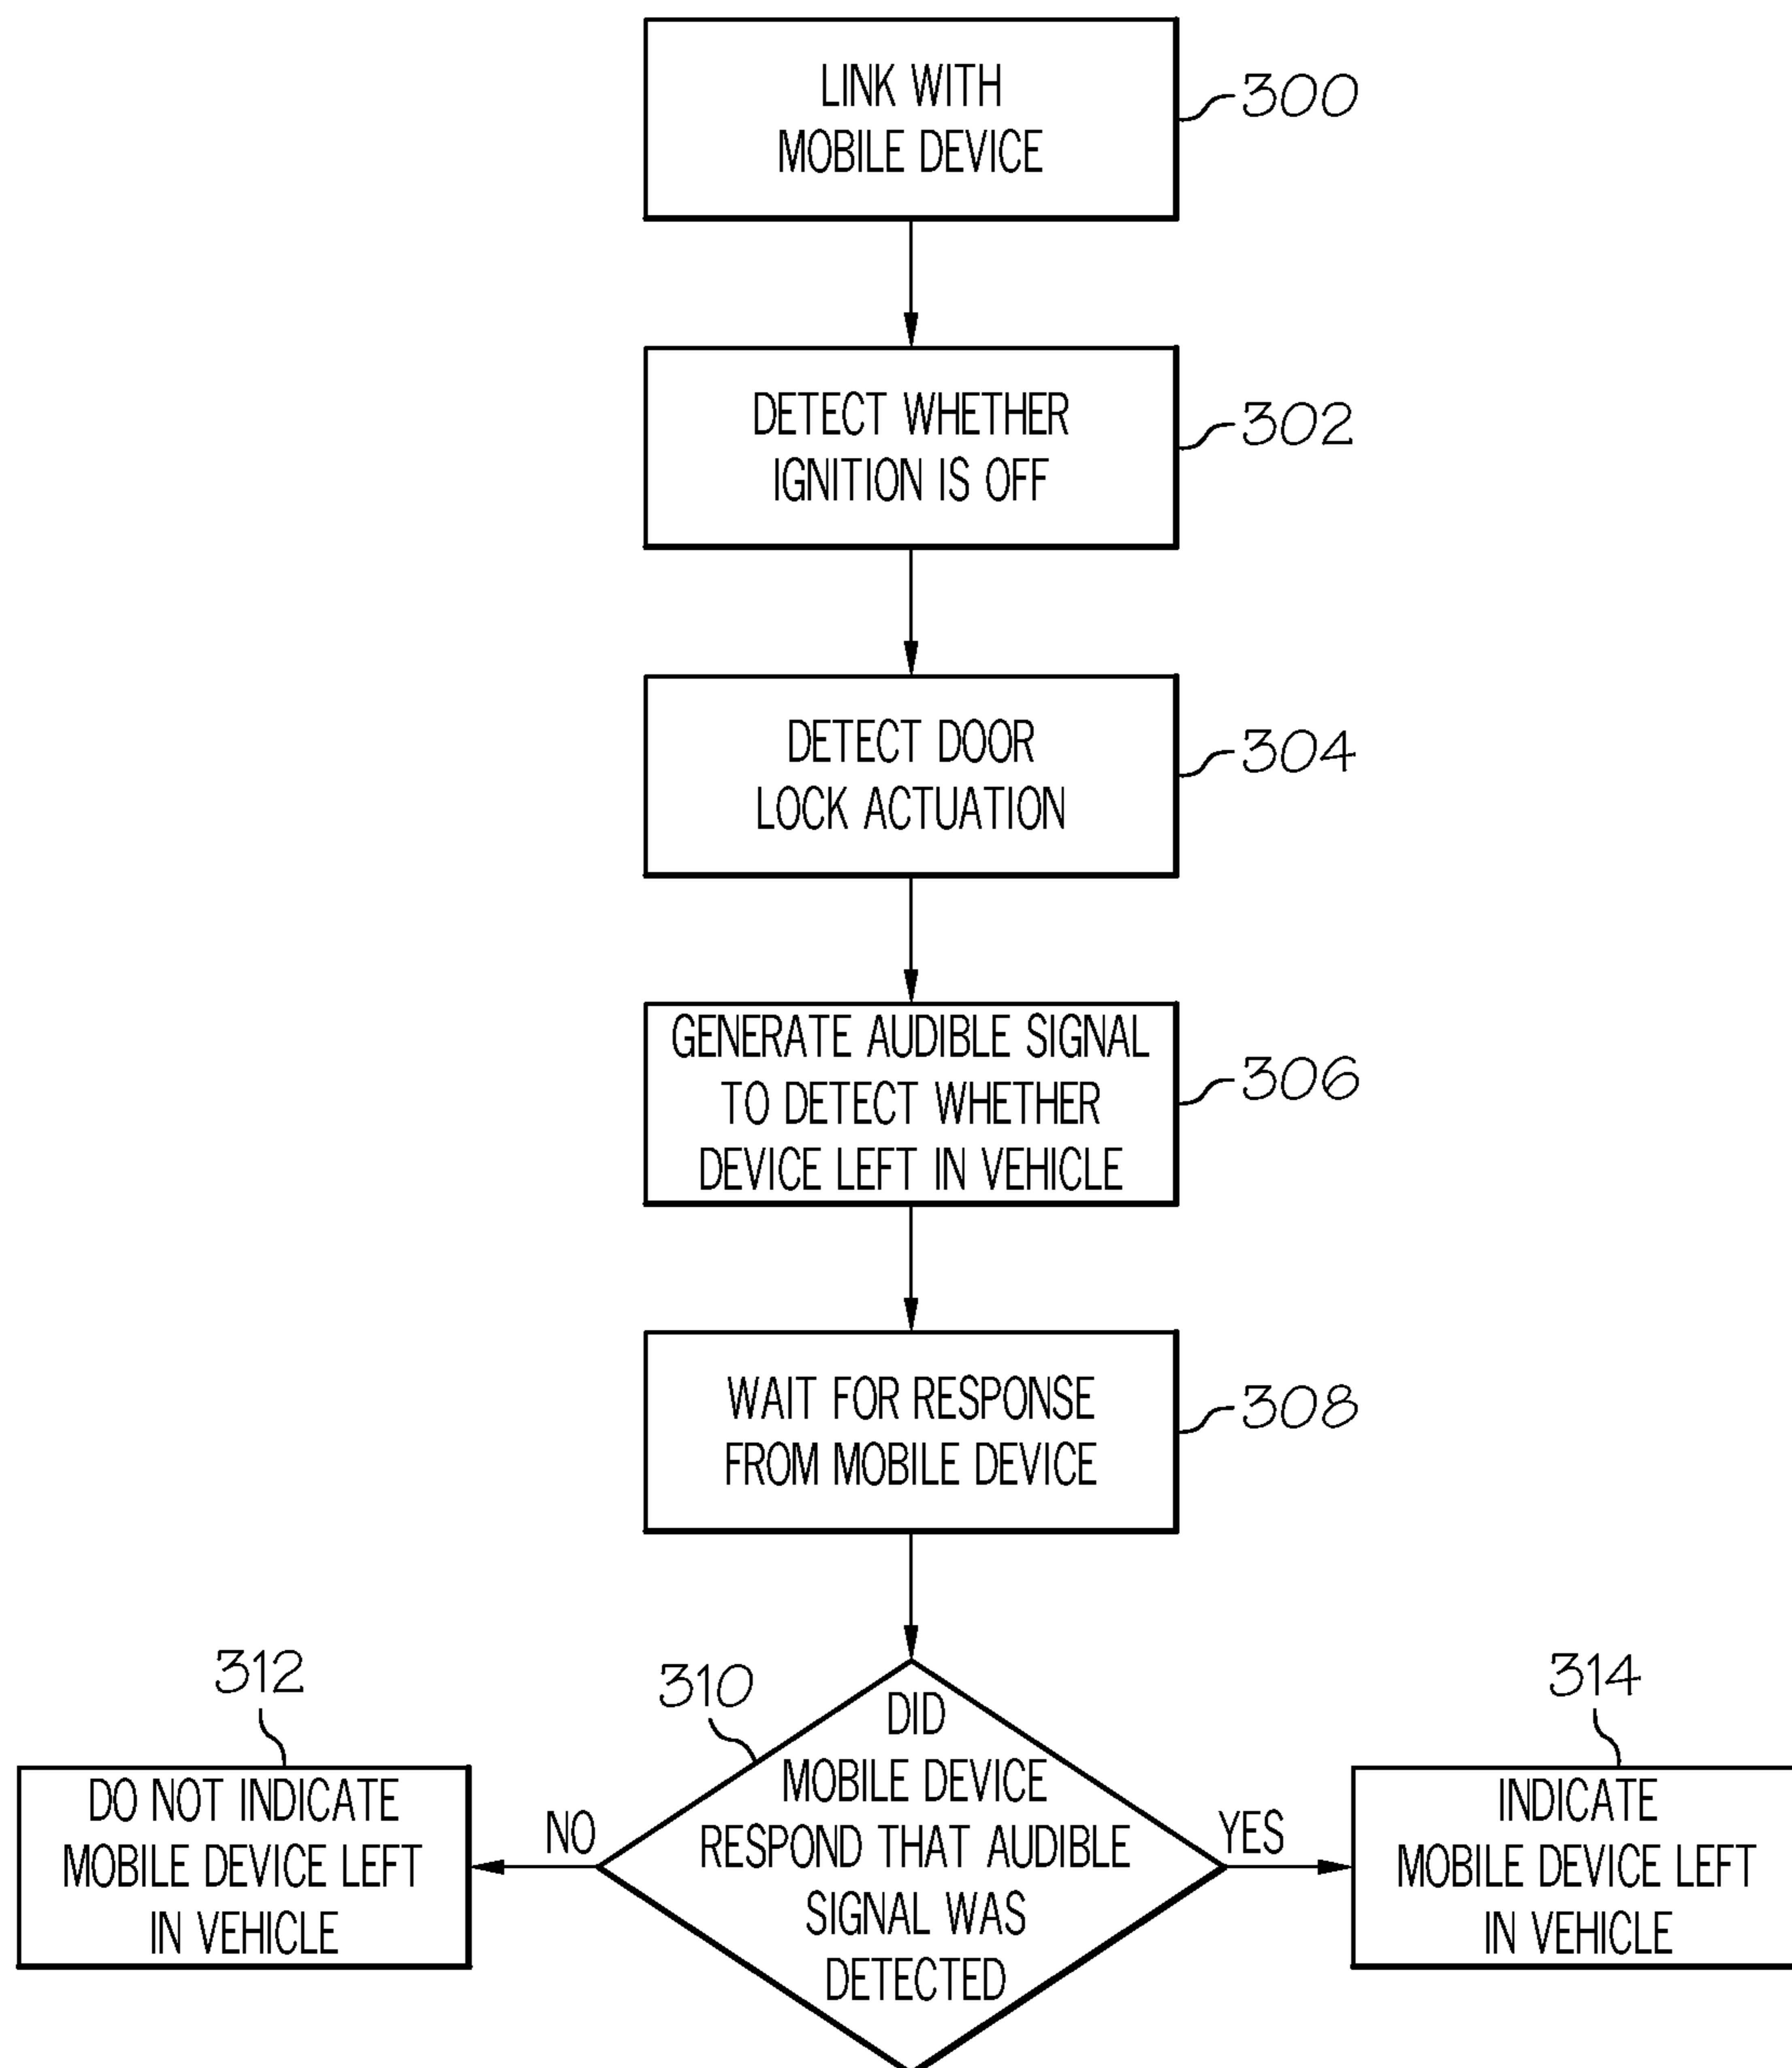 LINK WITH
MOBILE DEVICE
300
DETECT WHETHER
IGNITION IS OFF
302
DETECT DOOR
LOCK ACTUATION
304
GENERATE AUDIBLE SIGNAL
TO DETECT WHETHER
DEVICE LEFT IN VEHICLE
306
WAIT FOR RESPONSE
FROM MOBILE DEVICE
308
312
DO NOT INDICATE
MOBILE DEVICE LEFT
IN VEHICLE
NO
310
DID
MOBILE DEVICE
RESPOND THAT AUDIBLE
SIGNAL WAS
DETECTED
YES
314
INDICATE
MOBILE DEVICE LEFT
IN VEHICLE